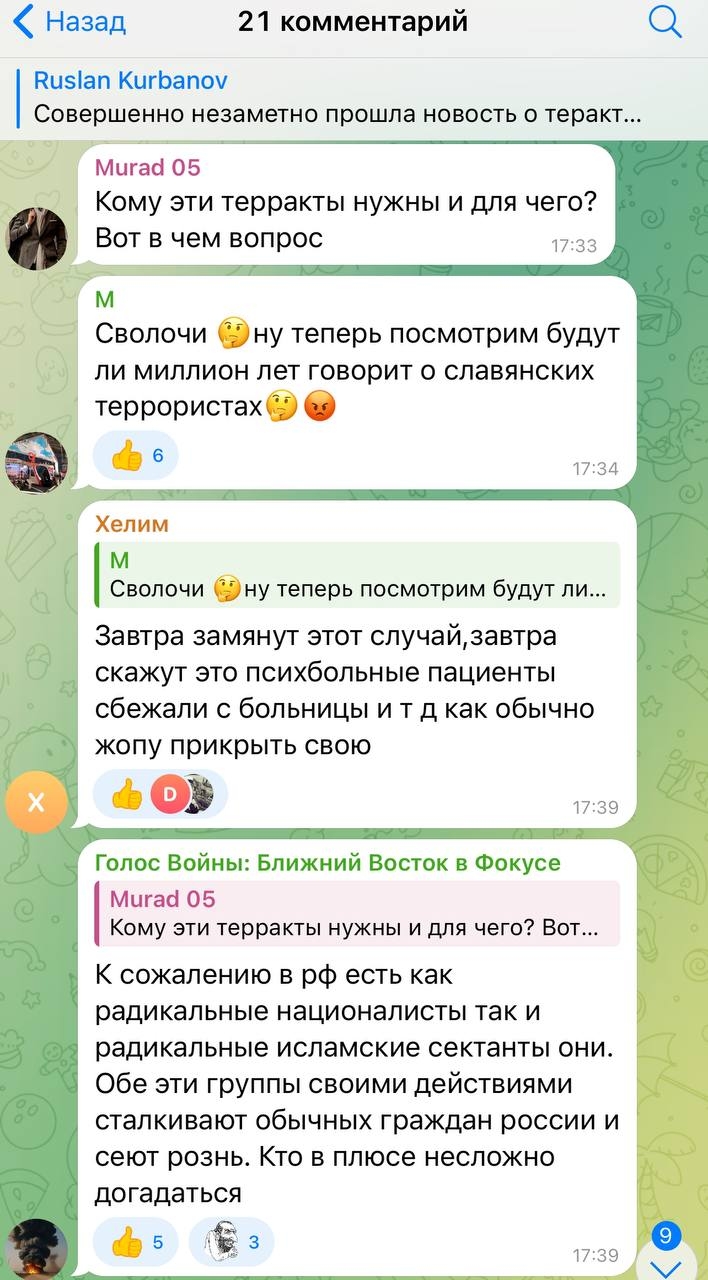 Назад
21 комментарий
Ruslan Kurbanov
Совершенно незаметно прошла новость о теракт...
Murad 05
Кому эти терракты нужны и для чего?
Вот в чем вопрос
17:33
М
Сволочи 🤔ну теперь посмотрим будут
ли миллион лет говорит о славянских
террористах🤔😡
👍 6
17:34
Хелим
М
Сволочи 🤔ну теперь посмотрим будут ли...
Завтра замянут этот случай,завтра
скажут это психбольные пациенты
сбежали с больницы и т д как обычно
жопу прикрыть свою
Х
👍 D
17:39
Голос Войны: Ближний Восток в Фокусе
Murad 05
Кому эти терракты нужны и для чего? Вот...
К сожалению в рф есть как
радикальные националисты так и
радикальные исламские сектанты они.
Обе эти группы своими действиями
сталкивают обычных граждан россии и
сеют рознь. Кто в плюсе несложно
догадаться
👍 5 3
17:39
9